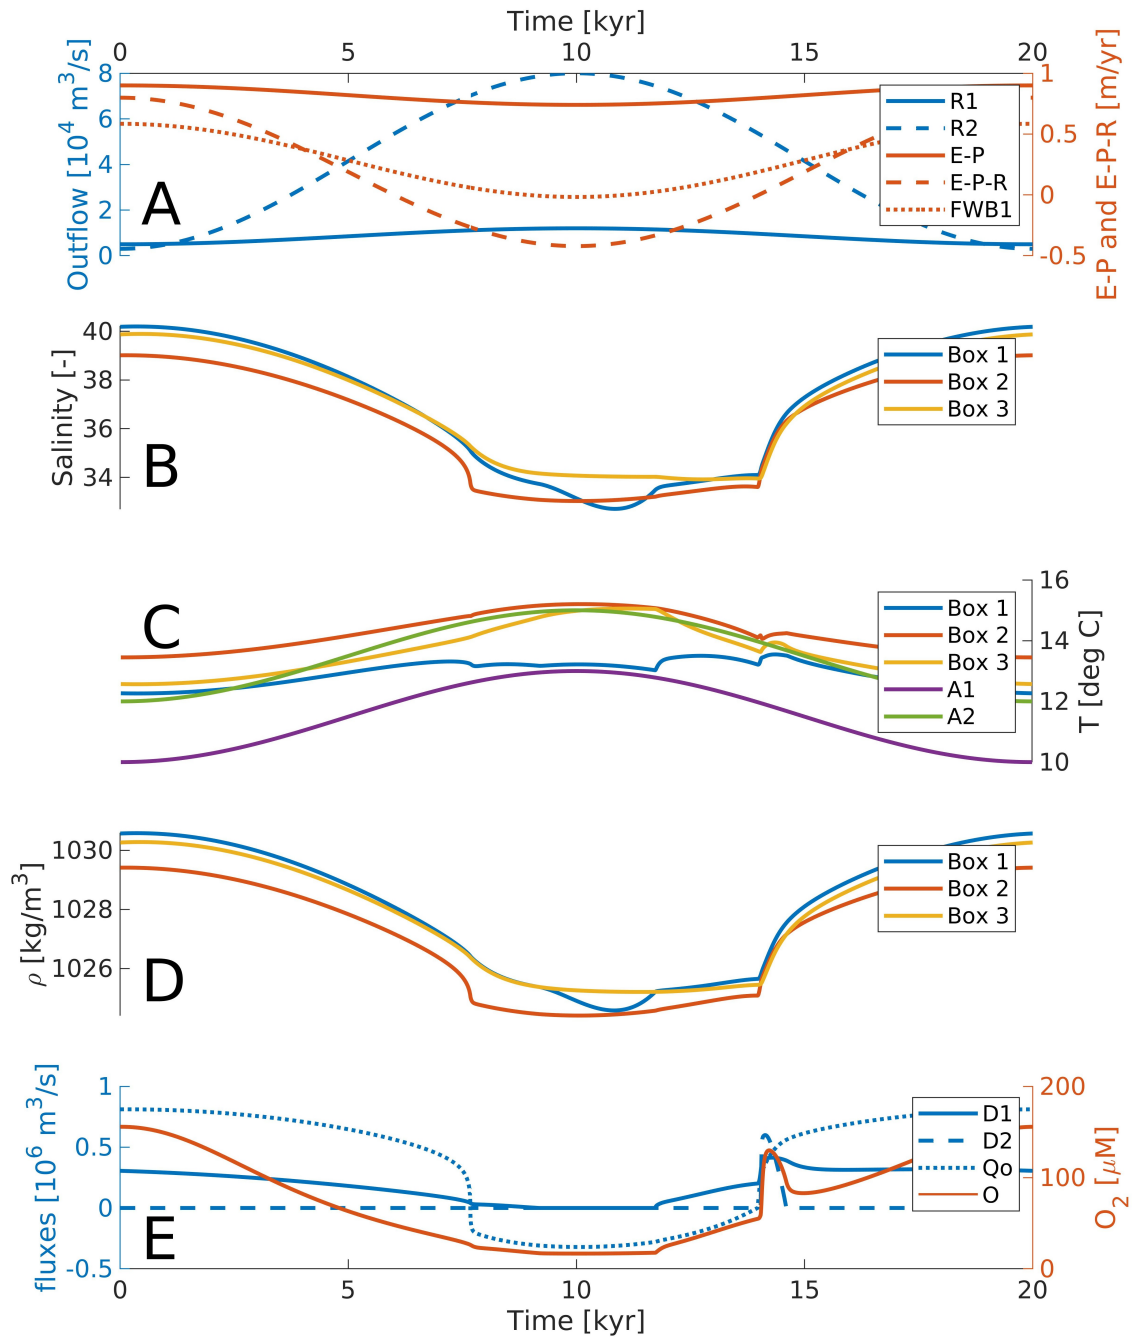 Time [kyr]
0 5 10 15 20
Outflow [10⁴ m³/s]
8
6
4
2
0
A
R1
R2
E-P
E-P-R
FWB1
1
0.5
0
-0.5
E-P and E-P-R [m/yr]
Salinity [-]
40
38
36
34
B
Box 1
Box 2
Box 3
C
Box 1
Box 2
Box 3
A1
A2
16
14
12
10
T [deg C]
ρ [kg/m³]
1030
1028
1026
D
Box 1
Box 2
Box 3
fluxes [10⁶ m³/s]
1
0.5
0
-0.5
E
D1
D2
Qo
O
200
100
0
O₂ [μM]
0 5 10 15 20
Time [kyr]